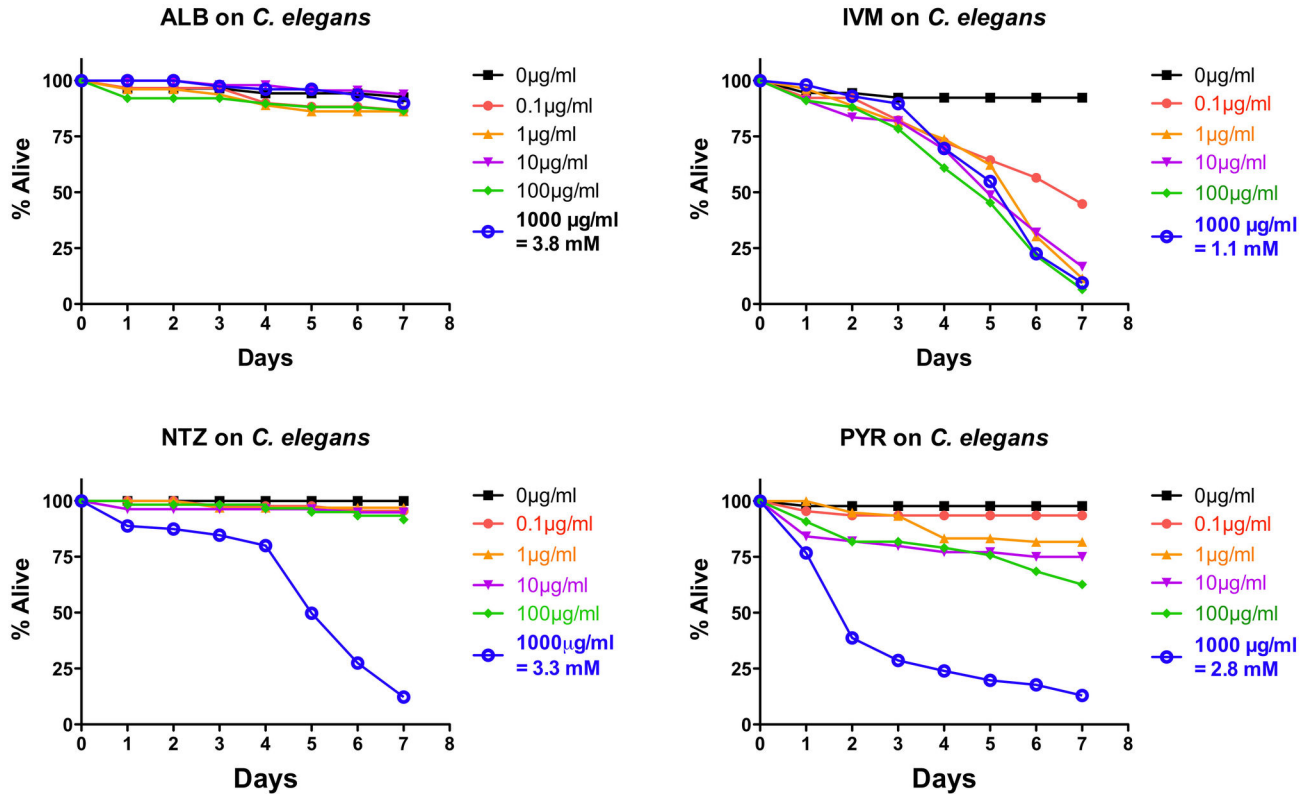 ALB on C. elegans
% Alive
100
75
50
25
0
0 1 2 3 4 5 6 7 8
Days
0µg/ml
0.1µg/ml
1µg/ml
10µg/ml
100µg/ml
1000 µg/ml
= 3.8 mM
IVM on C. elegans
% Alive
100
75
50
25
0
0 1 2 3 4 5 6 7 8
Days
0µg/ml
0.1µg/ml
1µg/ml
10µg/ml
100µg/ml
1000 µg/ml
= 1.1 mM
NTZ on C. elegans
% Alive
100
75
50
25
0
0 1 2 3 4 5 6 7 8
Days
0µg/ml
0.1µg/ml
1µg/ml
10µg/ml
100µg/ml
1000µg/ml
= 3.3 mM
PYR on C. elegans
% Alive
100
75
50
25
0
0 1 2 3 4 5 6 7 8
Days
0µg/ml
0.1µg/ml
1µg/ml
10µg/ml
100µg/ml
1000 µg/ml
= 2.8 mM